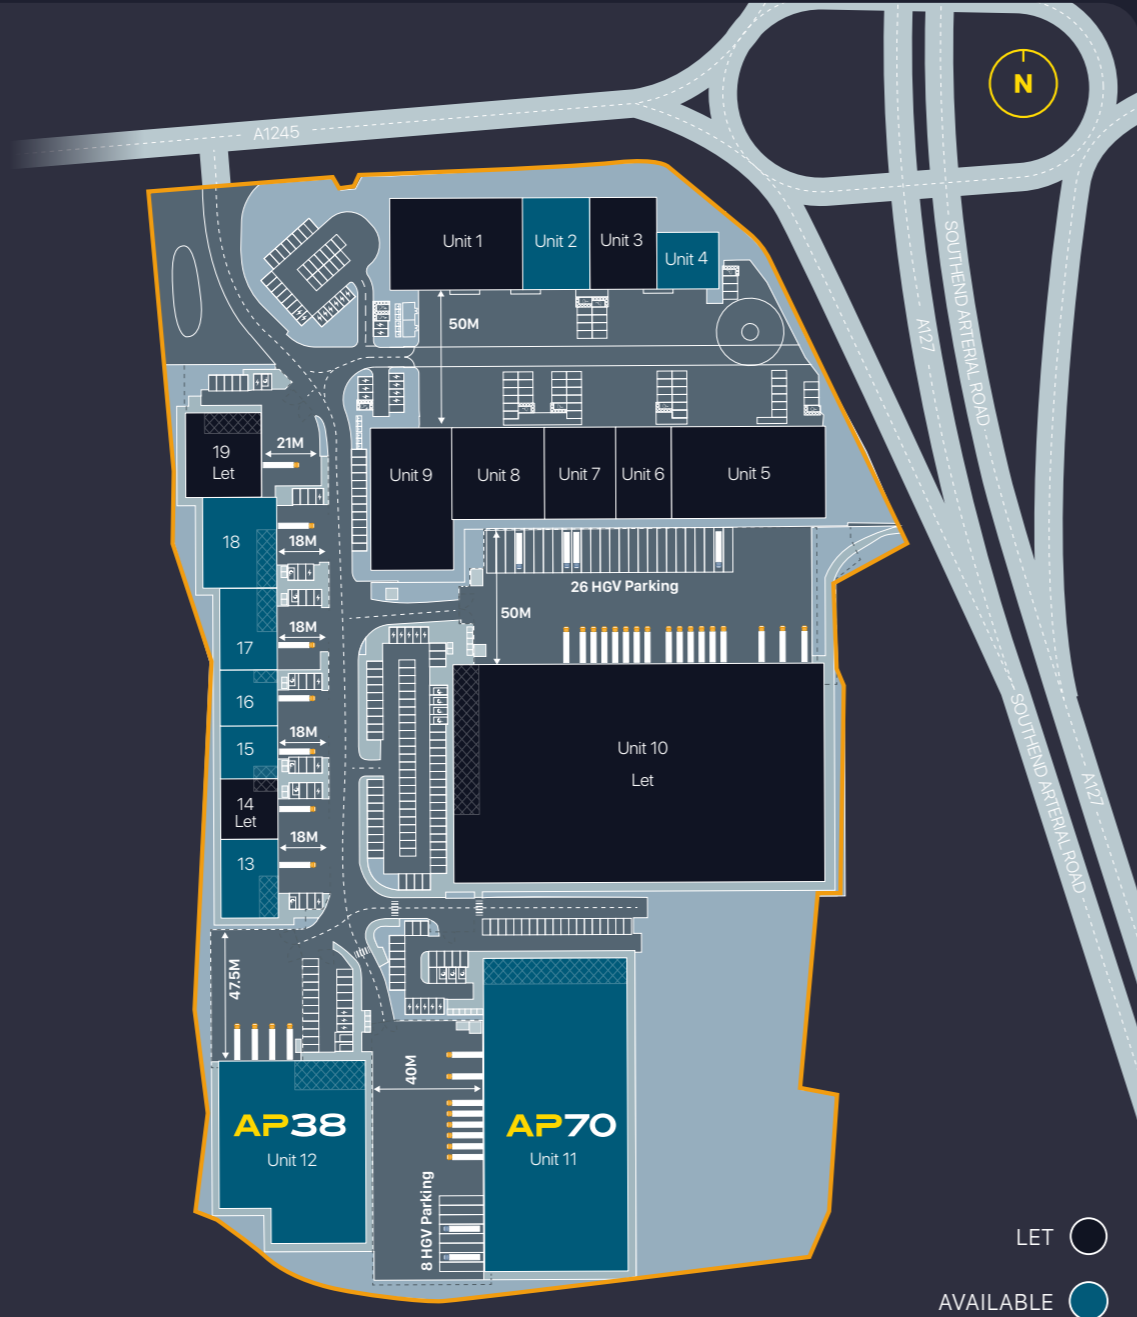 N
A1245
Unit 1
Unit 2
Unit 3
Unit 4
50M
A127
SOUTHEND ARTERIAL ROAD
19
Let
21M
Unit 9
Unit 8
Unit 7
Unit 6
Unit 5
18
18M
26 HGV Parking
50M
17
18M
16
15
18M
14
Let
18M
13
Unit 10
Let
SOUTHEND ARTERIAL ROAD
A127
47.5M
40M
AP38
Unit 12
AP70
Unit 11
8 HGV Parking
LET
AVAILABLE